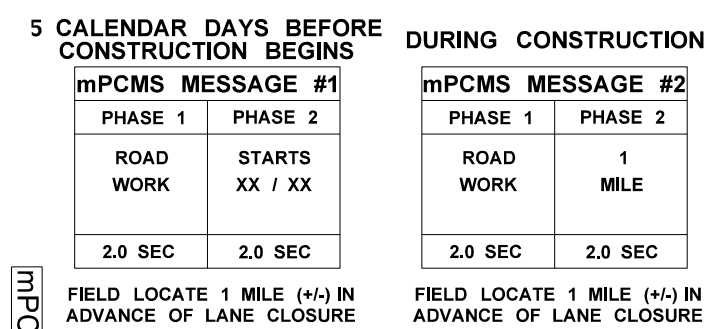 5 CALENDAR DAYS BEFORE
CONSTRUCTION BEGINS
mPCMS MESSAGE #1
PHASE 1 PHASE 2
ROAD STARTS
WORK XX / XX
2.0 SEC 2.0 SEC
FIELD LOCATE 1 MILE (+/-) IN
ADVANCE OF LANE CLOSURE
DURING CONSTRUCTION
mPCMS MESSAGE #2
PHASE 1 PHASE 2
ROAD 1
WORK MILE
2.0 SEC 2.0 SEC
FIELD LOCATE 1 MILE (+/-) IN
ADVANCE OF LANE CLOSURE